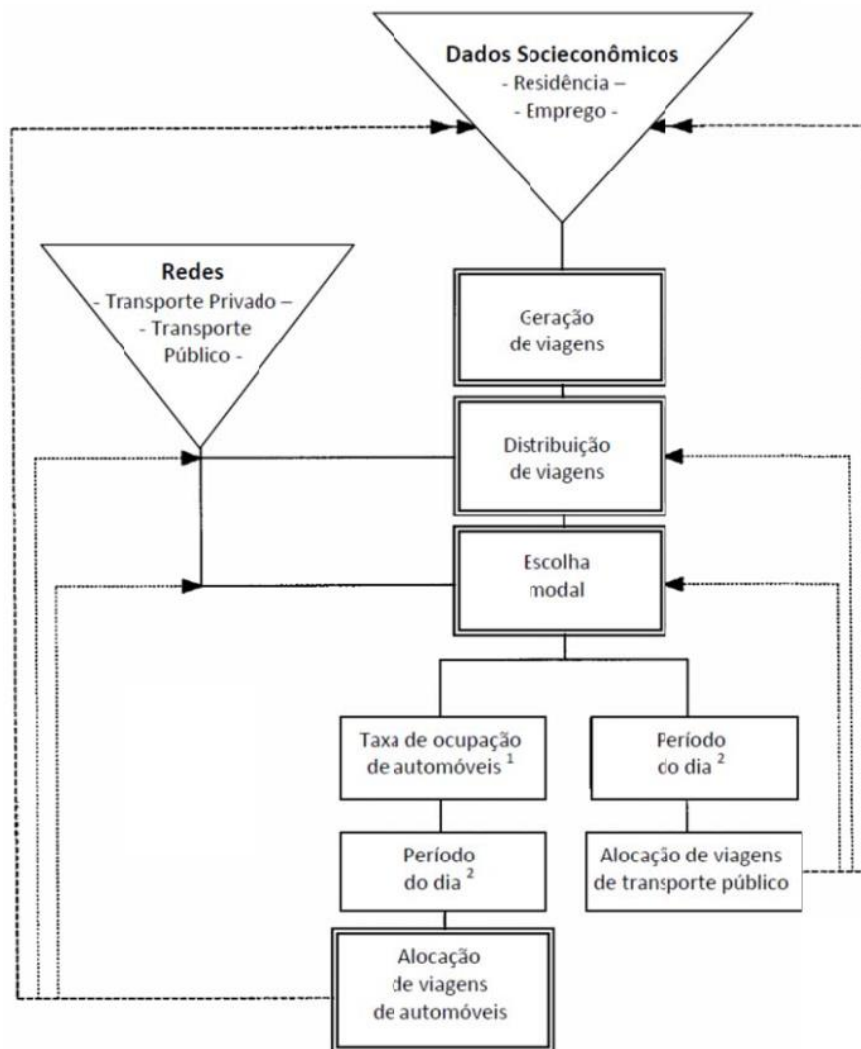 Dados Socieconômicos
- Residência –
- Emprego -
Redes
- Transporte Privado –
- Transporte
Público -
Geração
de viagens
Distribuição
de viagens
Escolha
modal
Taxa de ocupação
de automóveis 1
Período
do dia 2
Período
do dia 2
Alocação de viagens
de transporte público
Alocação
de viagens
de automóveis